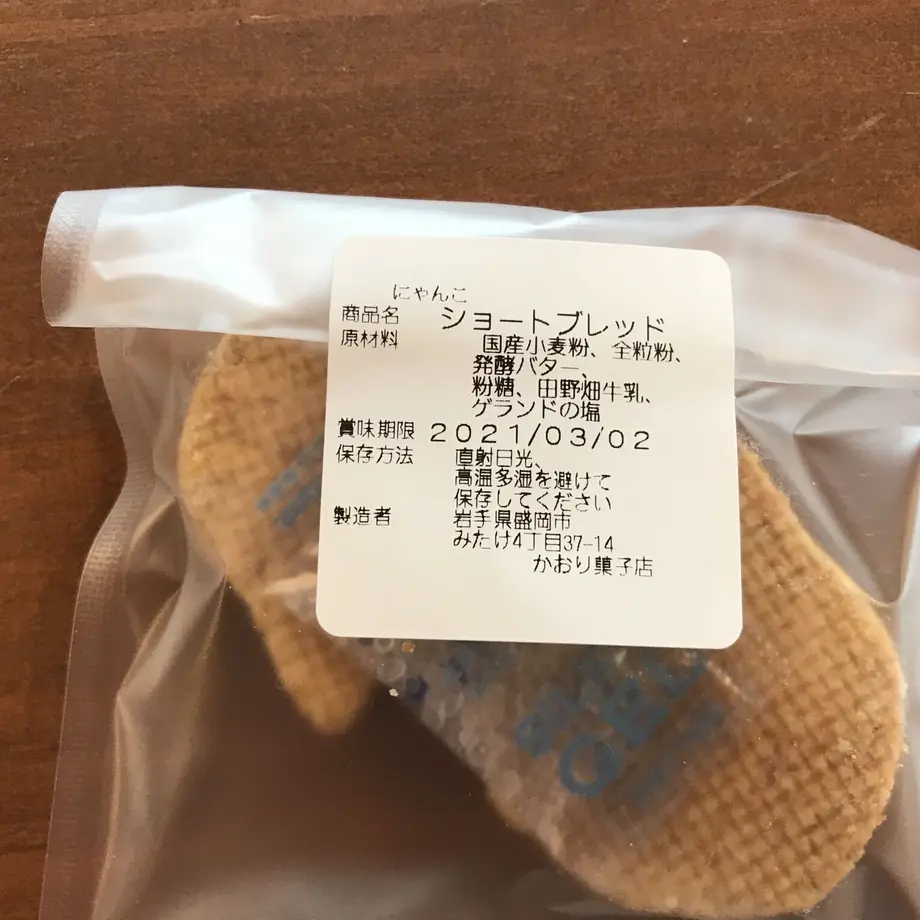 にゃんこ
商品名 ショートブレッド
原材料 国産小麦粉、全粒粉、
発酵バター、
粉糖、田野畑牛乳、
ゲランドの塩
賞味期限 2021/03/02
保存方法 直射日光、
高温多湿を避けて
保存してください
製造者 岩手県盛岡市
みたけ4丁目37-14
かおり菓子店